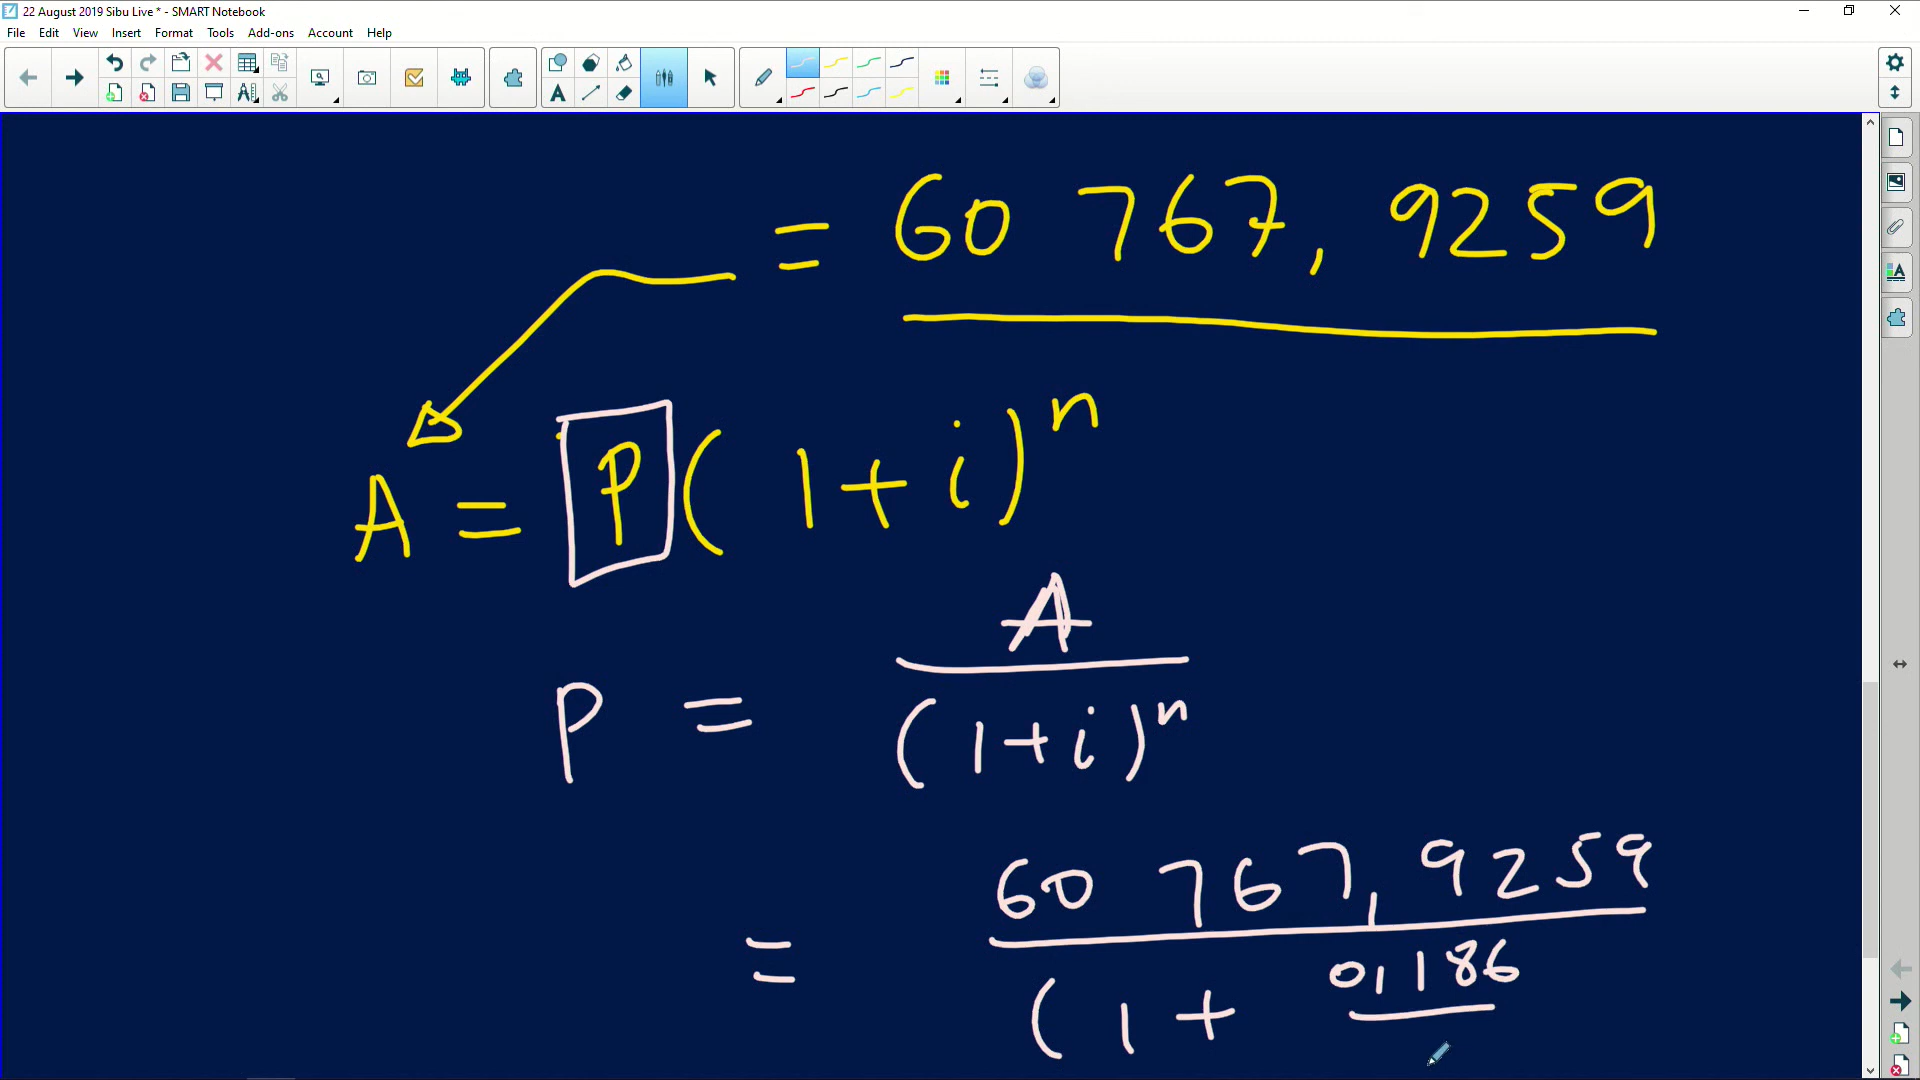 22 August 2019 Sibu Live * - SMART Notebook
File Edit View Insert Format Tools Add-ons Account Help
= 60 767, 9259
A = P ( 1 + i )^n
A
P = ―
( 1 + i )^n
60 767, 9259
=
0,186
( 1 +